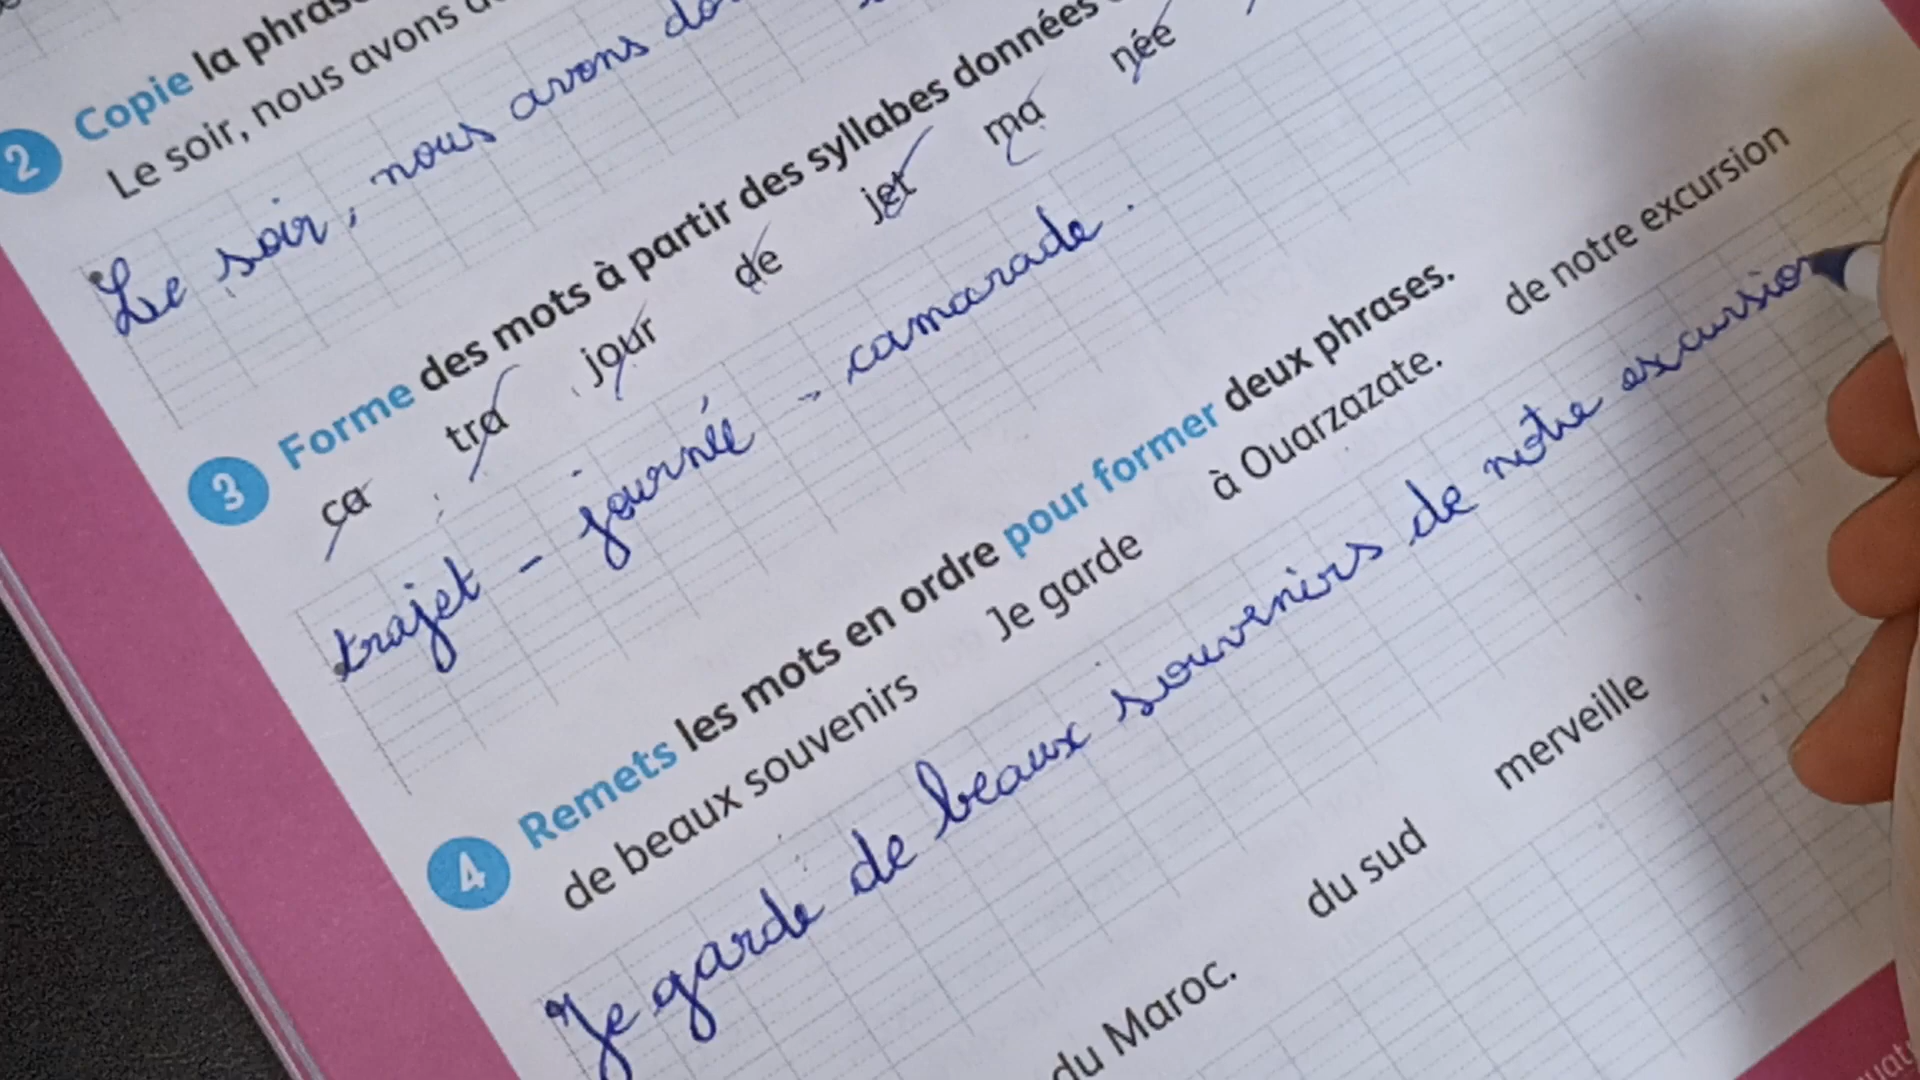 2 Copie la phras
Le soir, nous avons
Le soir, nous avons
3 Forme des mots à partir des syllabes données
ca tra jour de jet ma née
trajet - journée - camarade.
4 Remets les mots en ordre pour former deux phrases.
de beaux souvenirs Je garde à Ouarzazate. de notre excursion
Je garde de beaux souvenirs de notre excursion
du Maroc. du sud merveille